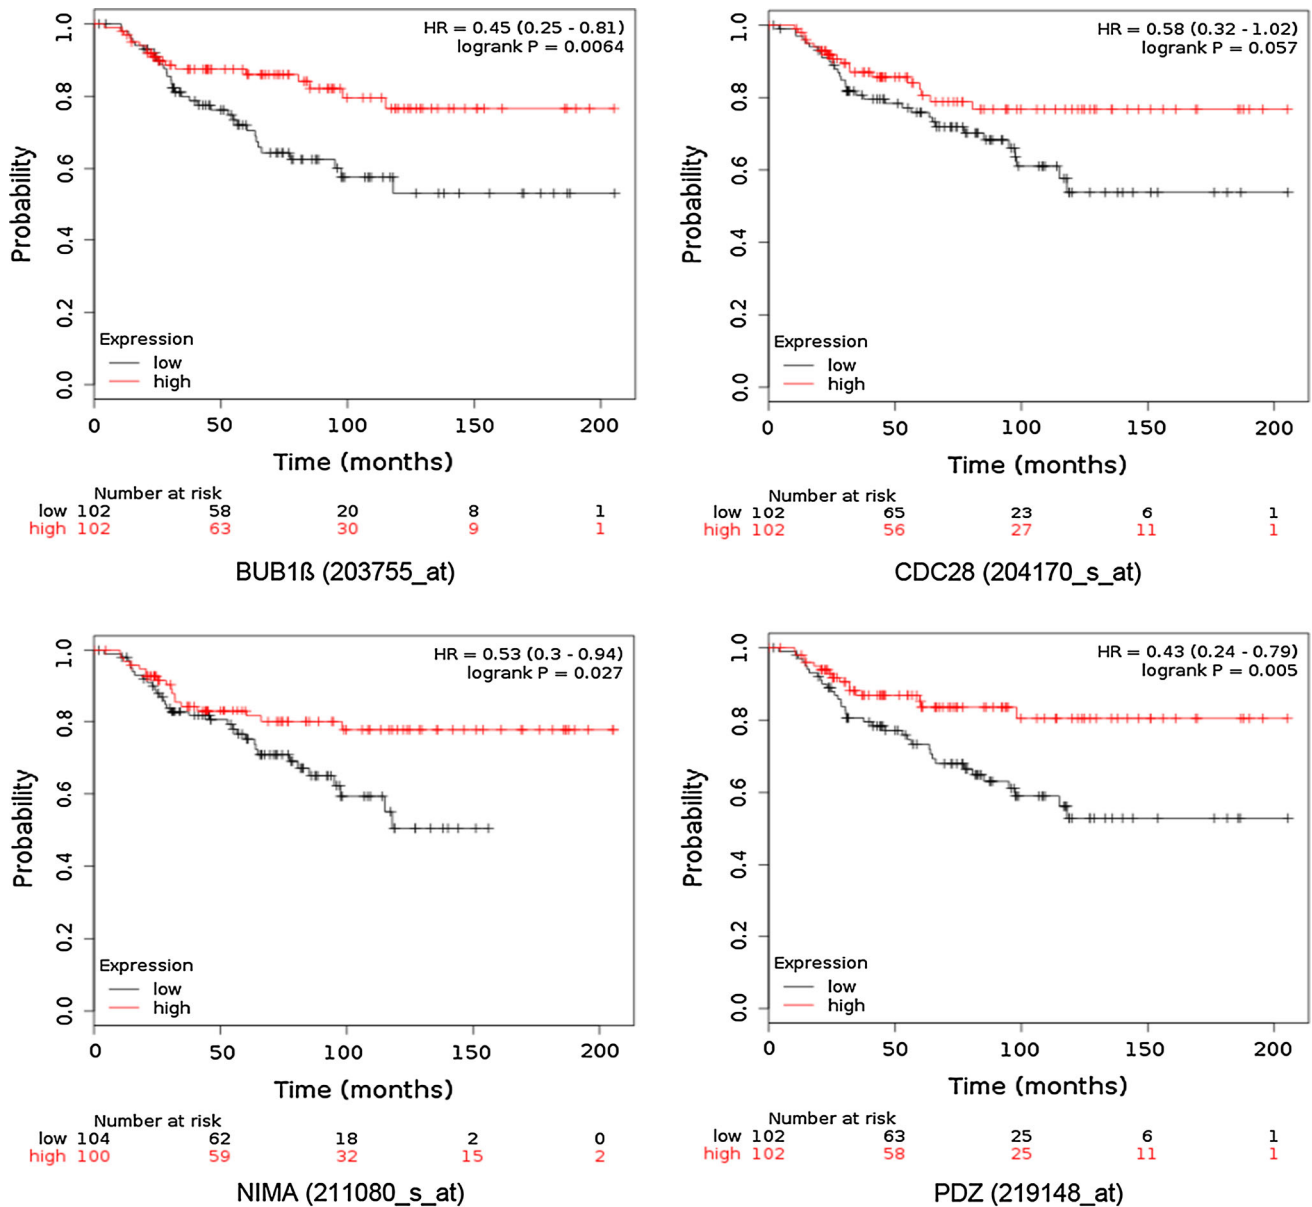 HR = 0.45 (0.25 - 0.81)
logrank P = 0.0064
Probability
0.0 0.2 0.4 0.6 0.8 1.0
Expression
low
high
0 50 100 150 200
Time (months)
Number at risk
low 102 58 20 8 1
high 102 63 30 9 1
BUB1ß (203755_at)
HR = 0.58 (0.32 - 1.02)
logrank P = 0.057
Probability
0.0 0.2 0.4 0.6 0.8 1.0
Expression
low
high
0 50 100 150 200
Time (months)
Number at risk
low 102 65 23 6 1
high 102 56 27 11 1
CDC28 (204170_s_at)
HR = 0.53 (0.3 - 0.94)
logrank P = 0.027
Probability
0.0 0.2 0.4 0.6 0.8 1.0
Expression
low
high
0 50 100 150 200
Time (months)
Number at risk
low 104 62 18 2 0
high 100 59 32 15 2
NIMA (211080_s_at)
HR = 0.43 (0.24 - 0.79)
logrank P = 0.005
Probability
0.0 0.2 0.4 0.6 0.8 1.0
Expression
low
high
0 50 100 150 200
Time (months)
Number at risk
low 102 63 25 6 1
high 102 58 25 11 1
PDZ (219148_at)